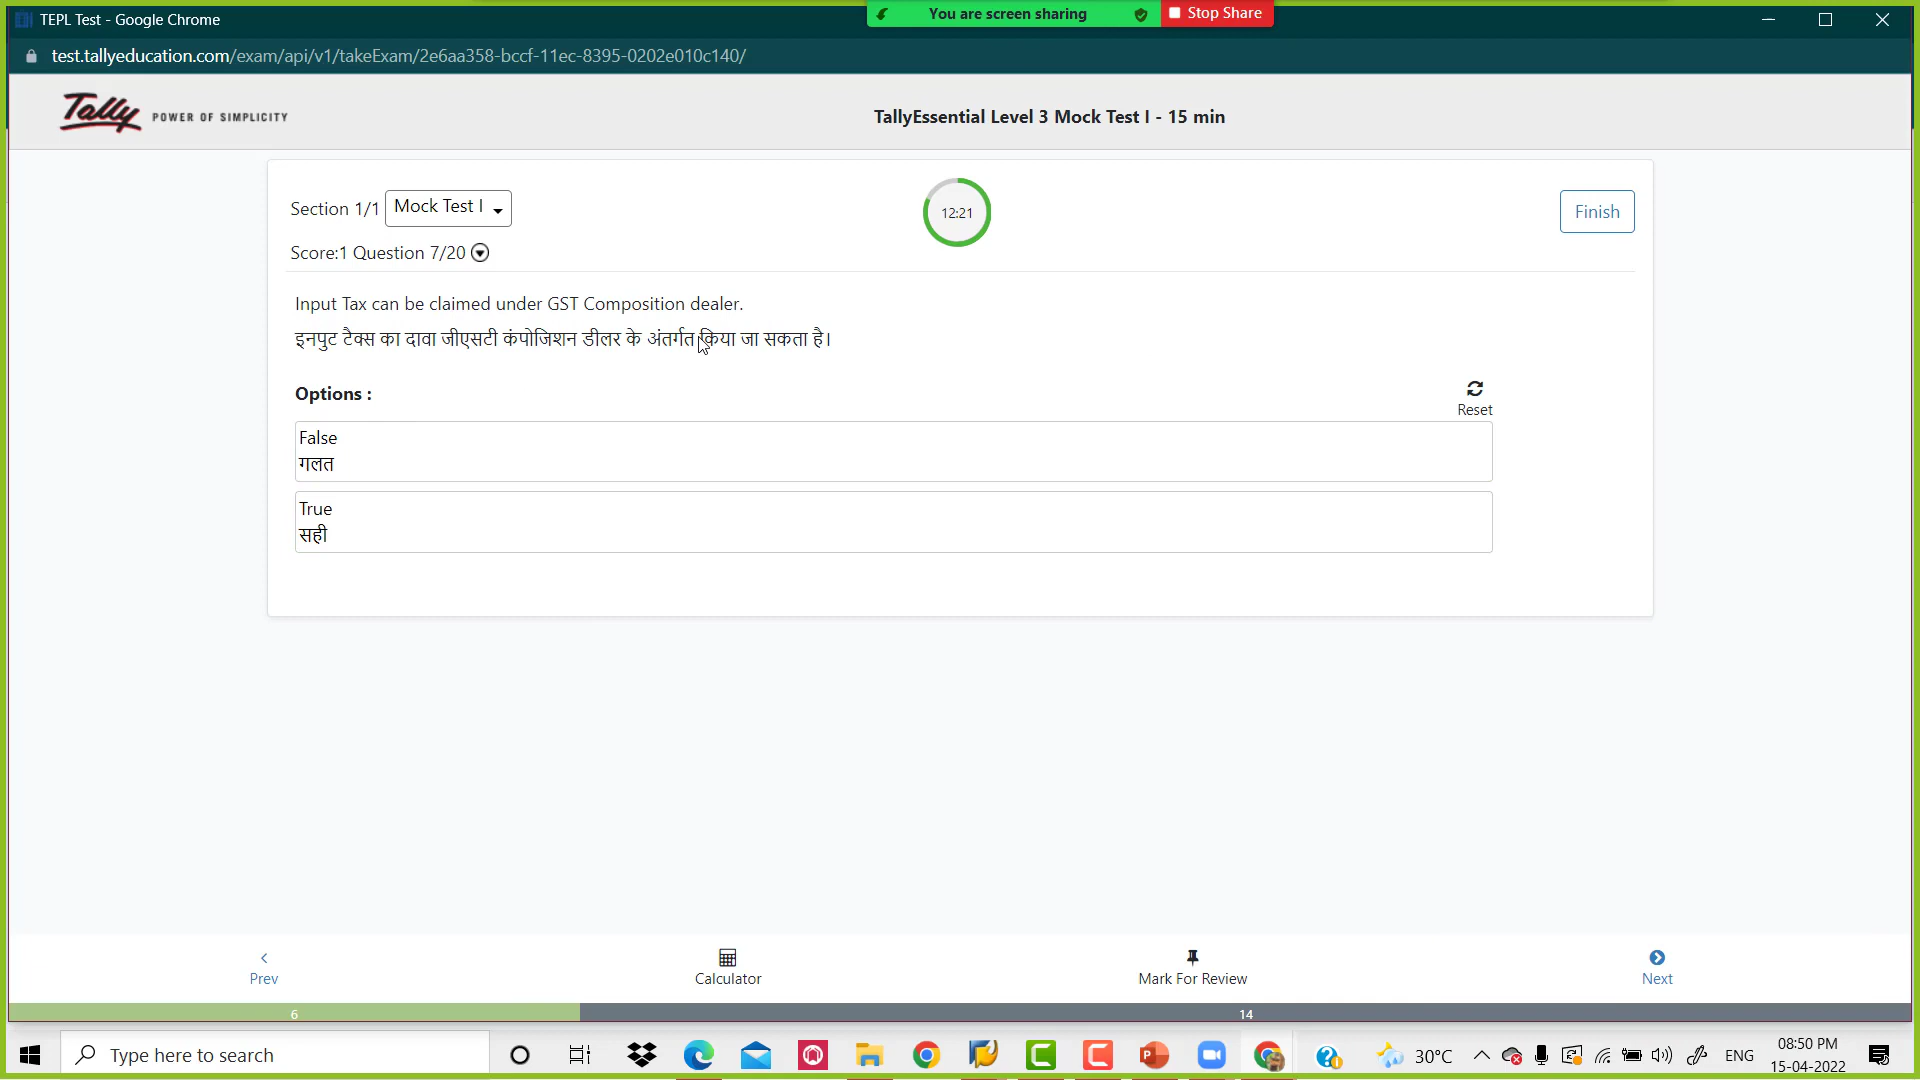 TEPL Test - Google Chrome
You are screen sharing
Stop Share
test.tallyeducation.com/exam/api/v1/takeExam/2e6aa358-bccf-11ec-8395-0202e010c140/
Tally POWER OF SIMPLICITY
TallyEssential Level 3 Mock Test I - 15 min
Section 1/1 Mock Test I
12:21
Finish
Score:1 Question 7/20
Input Tax can be claimed under GST Composition dealer.
इनपुट टैक्स का दावा जीएसटी कंपोजिशन डीलर के अंतर्गत किया जा सकता है।
Options :
Reset
False
गलत
True
सही
Prev
Calculator
Mark For Review
Next
6
14
Type here to search
30°C
ENG
08:50 PM
15-04-2022